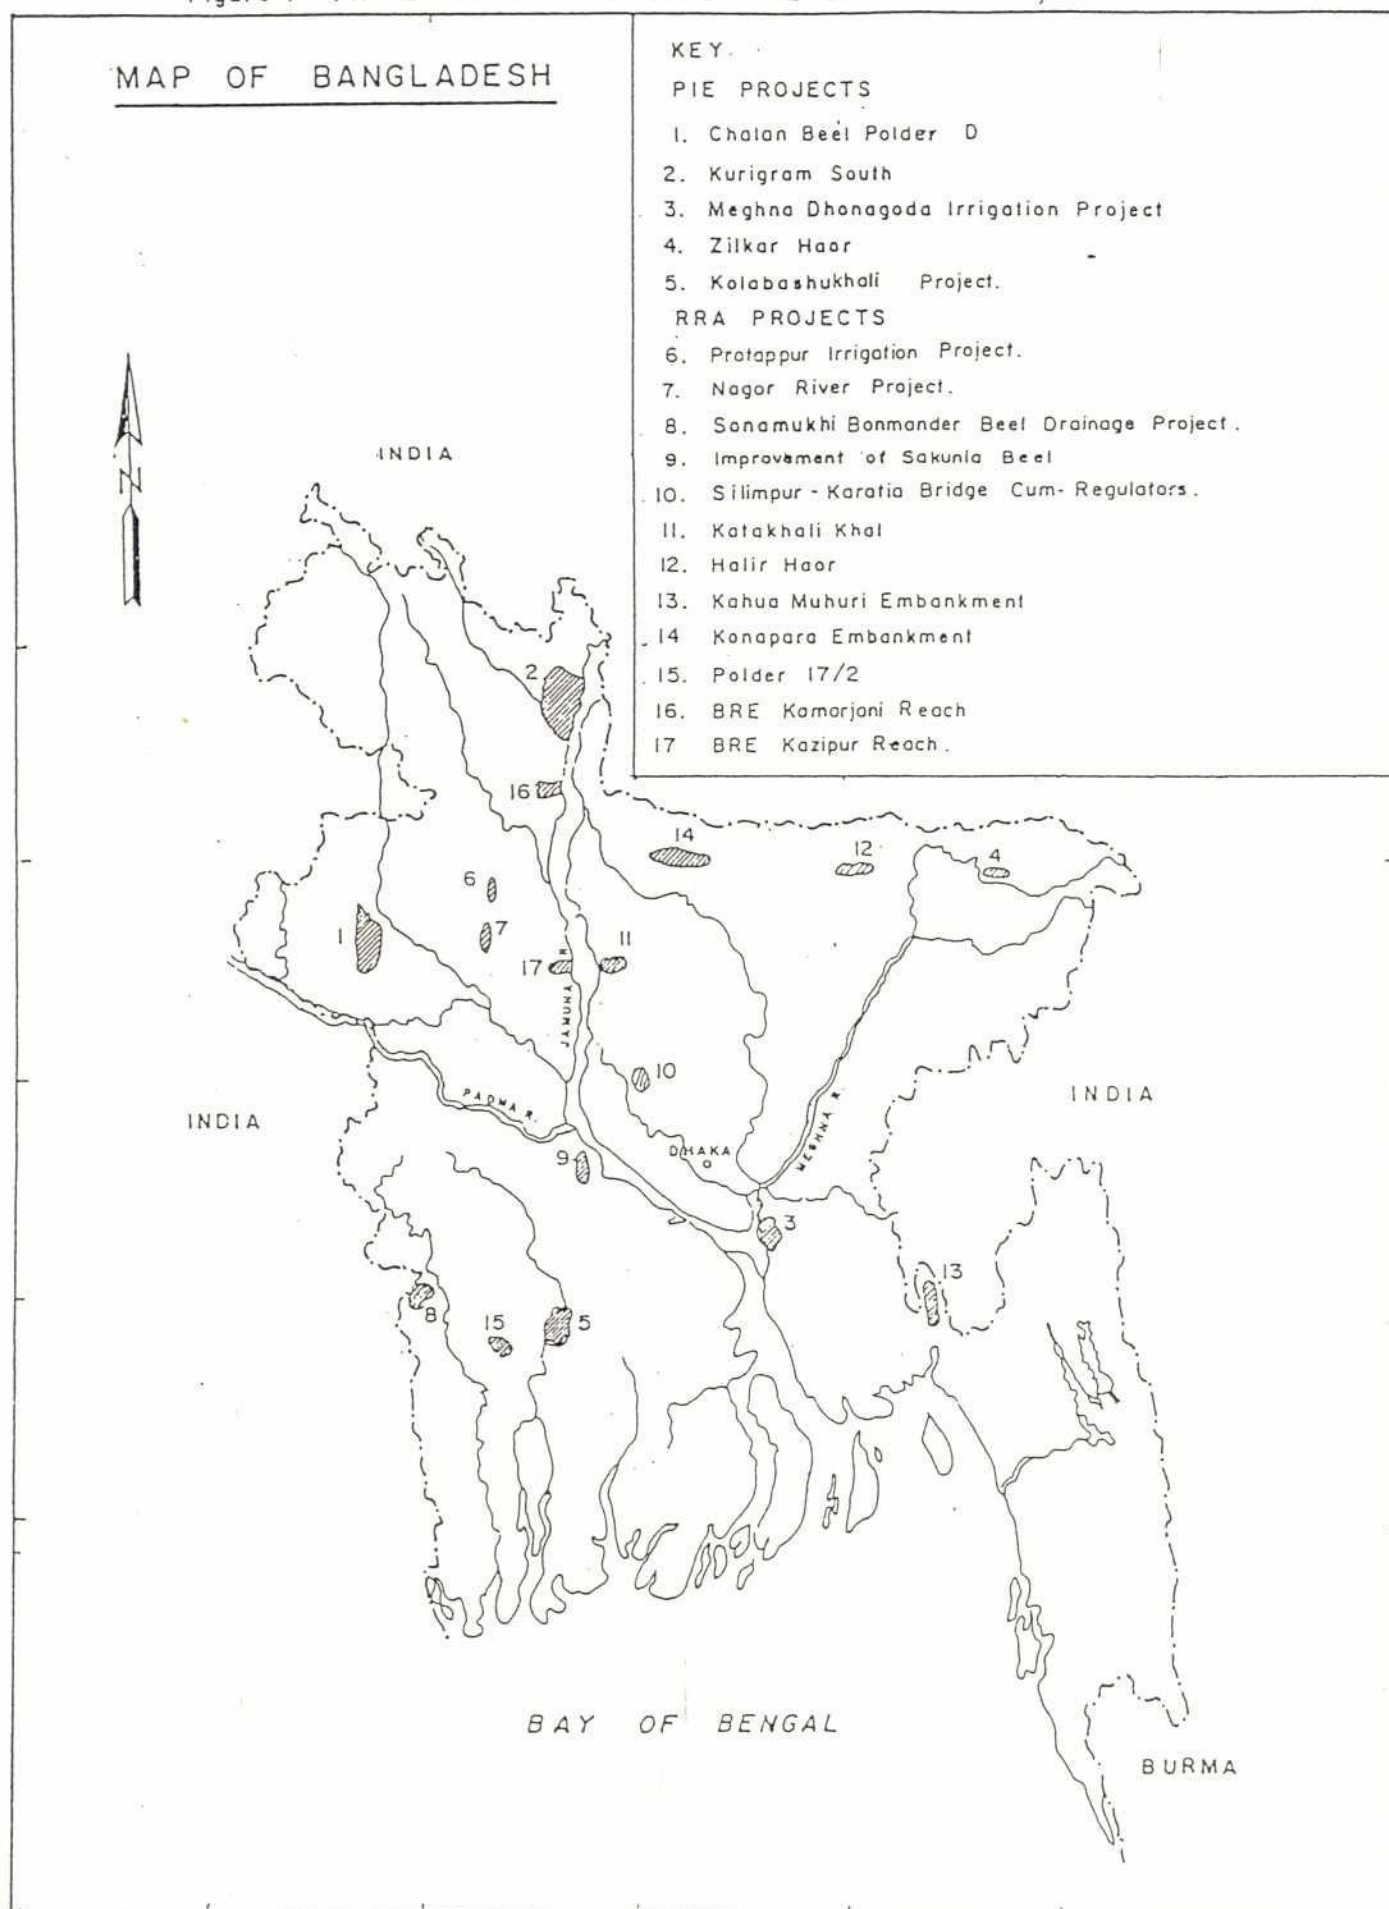 MAP OF BANGLADESH
KEY.
PIE PROJECTS
1. Chalan Beel Polder D
2. Kurigram South
3. Meghna Dhonagoda Irrigation Project
4. Zilkar Haor
5. Kolabashukhali Project.
RRA PROJECTS
6. Protappur Irrigation Project.
7. Nagor River Project.
8. Sonamukhi Bonmander Beel Drainage Project.
9. Improvement of Sakunia Beel
10. Silimpur - Karatia Bridge Cum-Regulators.
11. Katakhali Khal
12. Halir Haor
13. Kahua Muhuri Embankment
14 Konapara Embankment
15. Polder 17/2
16. BRE Kamarjani Reach
17 BRE Kazipur Reach.
N
INDIA
2
16
14
12
4
6
1
7
17
11
JAMUNA R
10
PADMA R.
INDIA
INDIA
MEGHNA R.
DHAKA
9
3
13
8
15
5
BAY OF BENGAL
BURMA